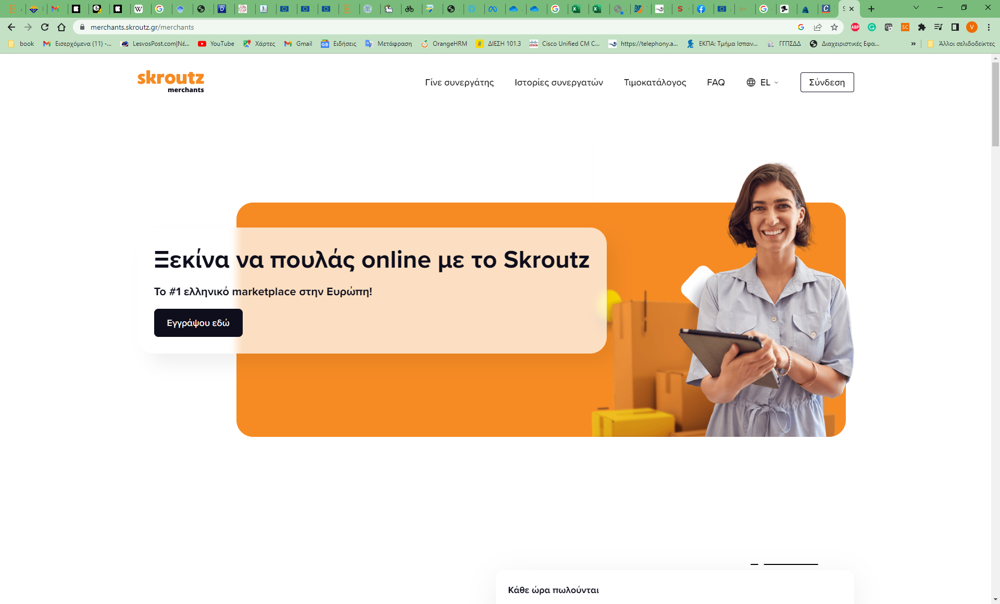 merchants.skroutz.gr/merchants
book
Εισερχόμενα (11) -...
LesvosPost.com|Νέ...
YouTube
Χάρτες
Gmail
Ειδήσεις
Μετάφραση
OrangeHRM
ΔΙΕΣΗ 101.3
Cisco Unified CM C...
https://telephony.a...
ΕΚΠΑ: Τμήμα Ισπαν...
ΓΓΠΣΔΔ
Διαχειριστικές Εφα...
Άλλοι σελιδοδείκτες
skroutz
merchants
Γίνε συνεργάτης
Ιστορίες συνεργατών
Τιμοκατάλογος
FAQ
EL
Σύνδεση
Ξεκίνα να πουλάς online με το Skroutz
Το #1 ελληνικό marketplace στην Ευρώπη!
Εγγράψου εδώ
Κάθε ώρα πωλούνται